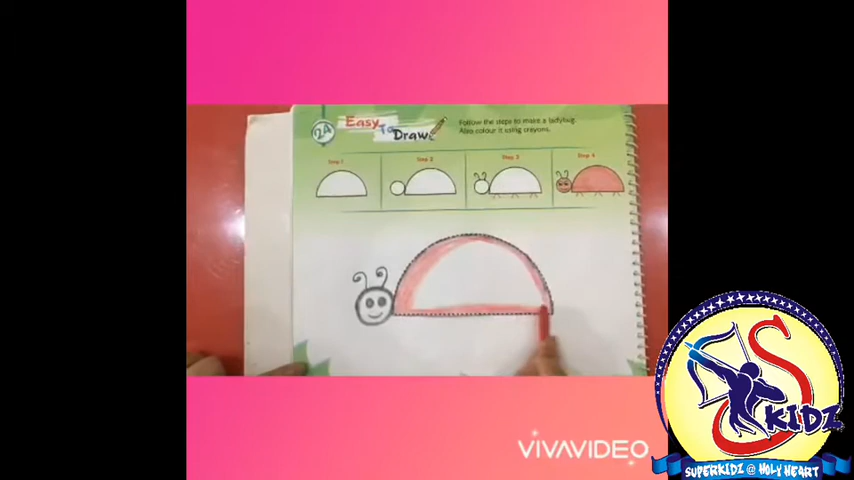 24
Easy
To
Draw
Follow the steps to make a ladybug.
Also colour it using crayons.
Step 1
Step 2
Step 3
Step 4
VIVAVIDEO
S
KIDZ
SUPERKIDZ @ HOLY HEART